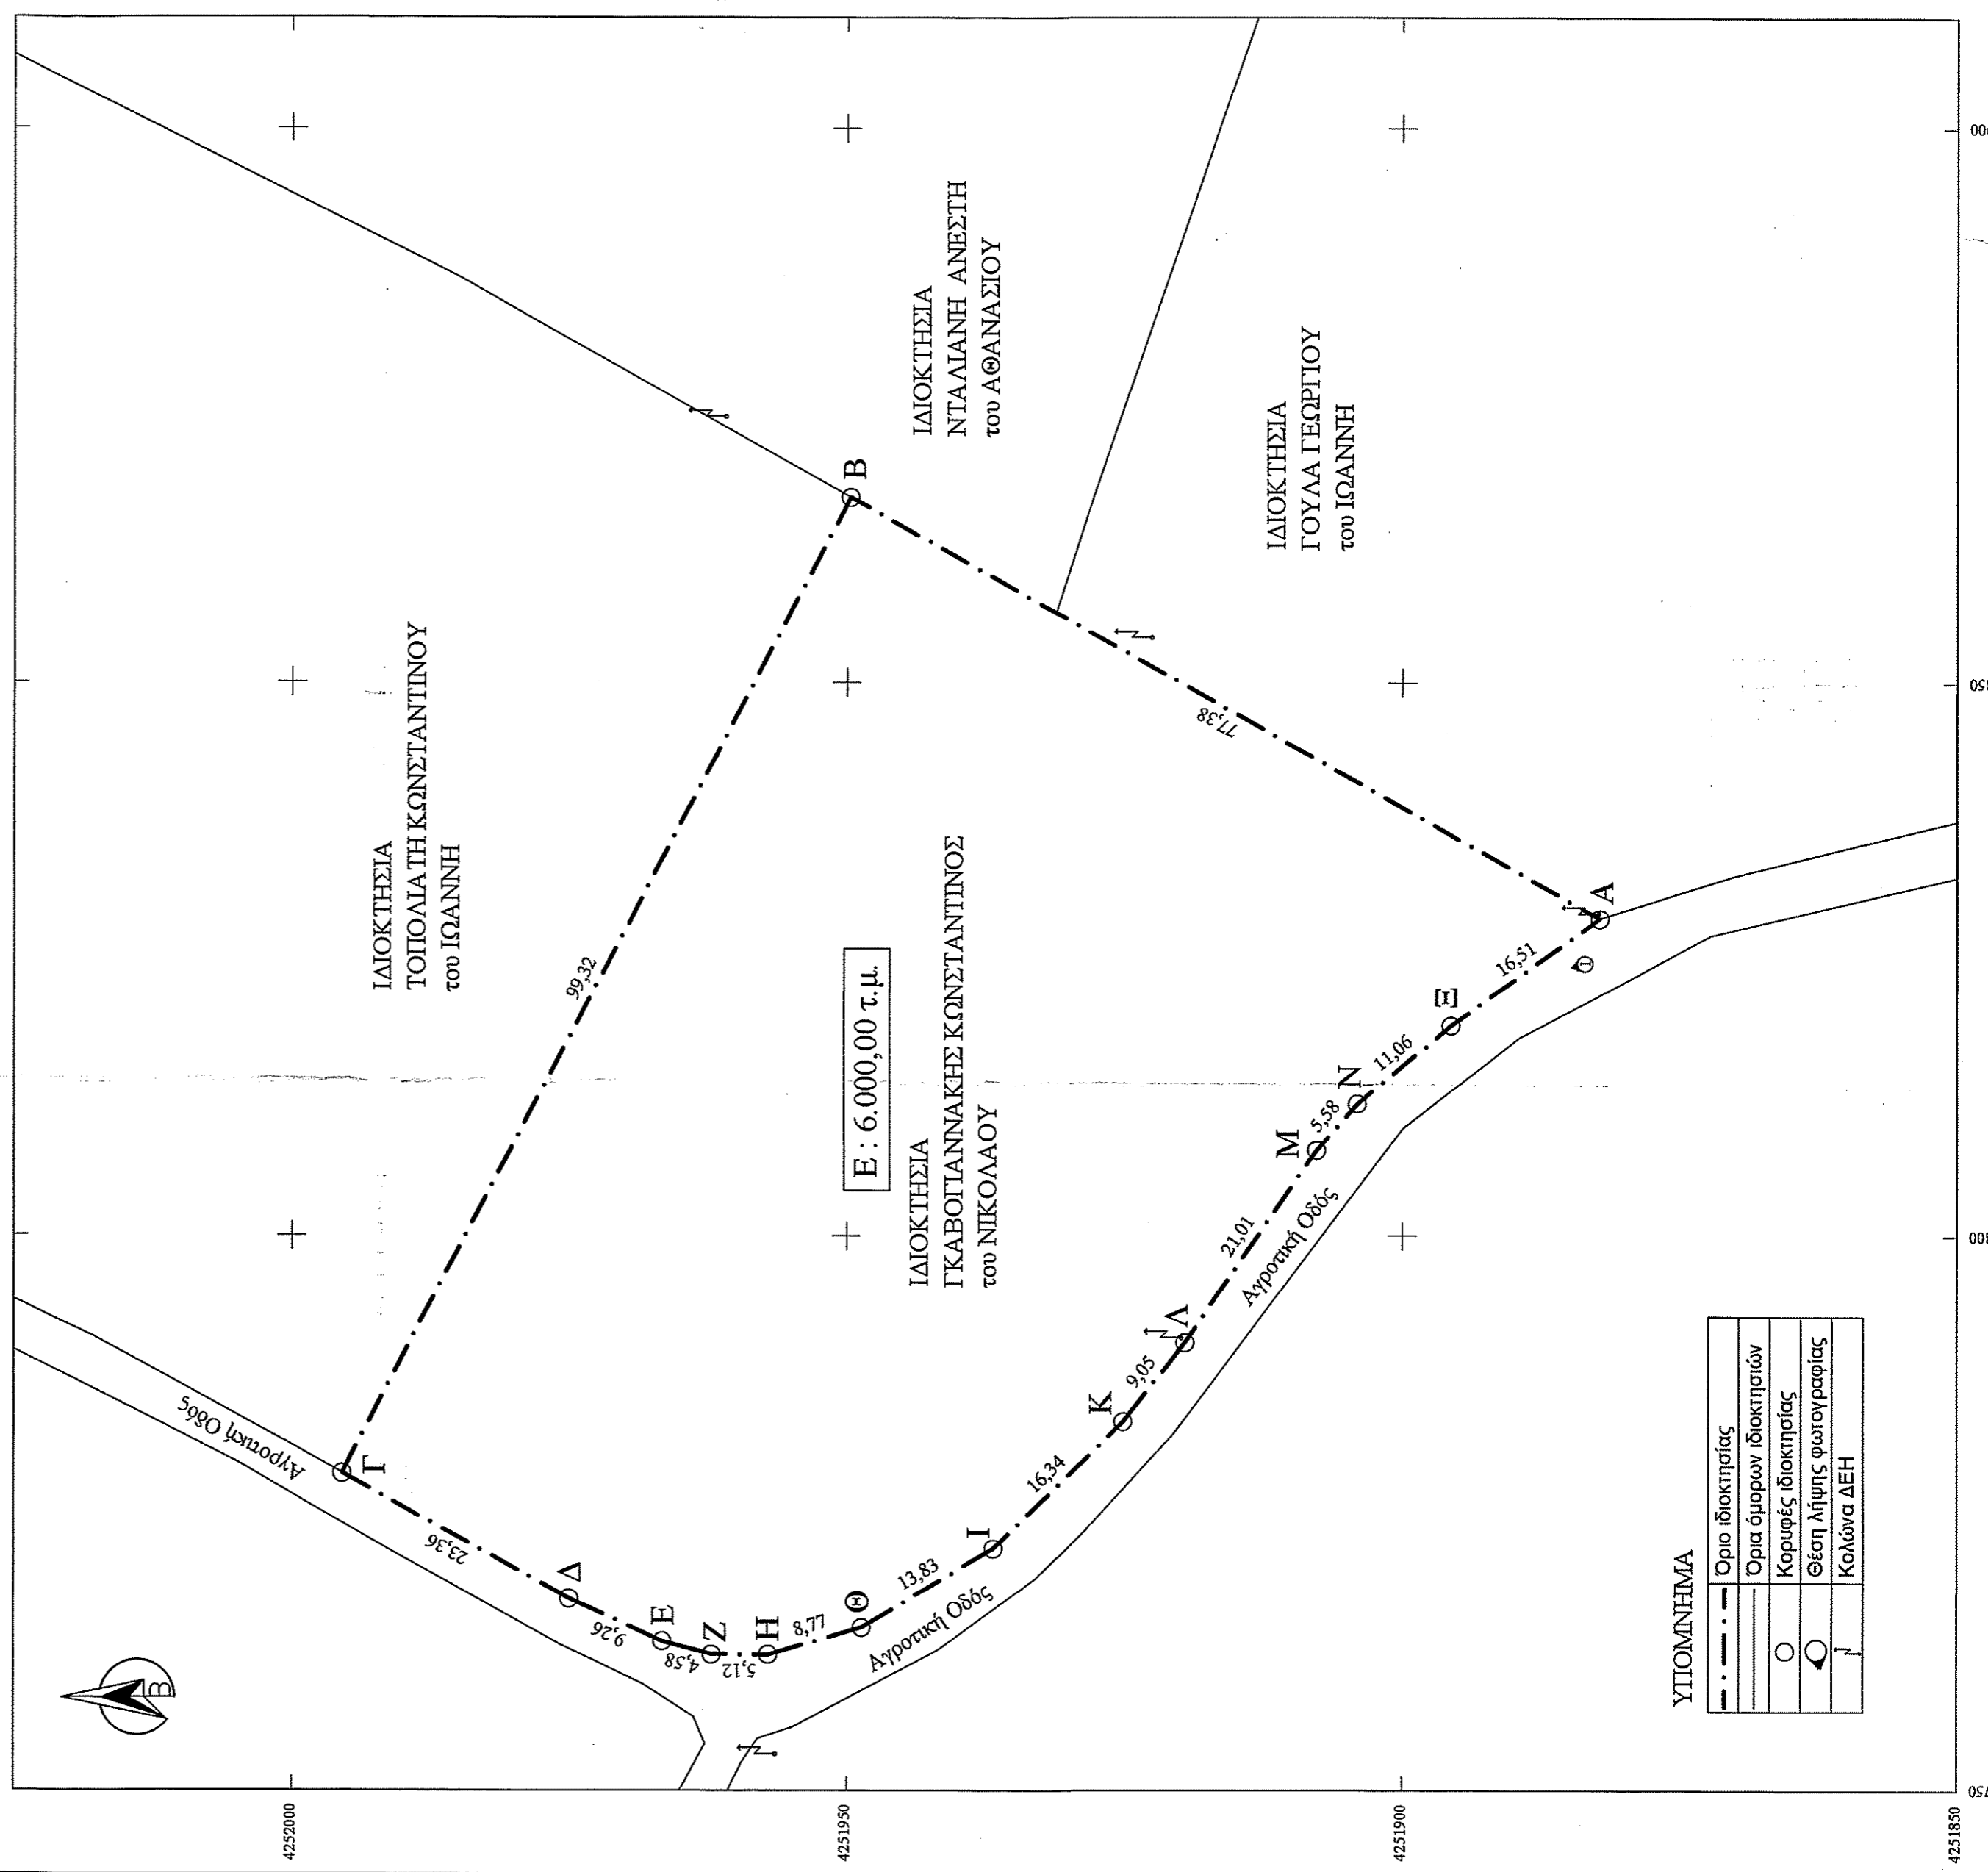 Β
ΙΔΙΟΚΤΗΣΙΑ
ΤΟΠΟΛΙΑΤΗ ΚΩΝΣΤΑΝΤΙΝΟΥ
του ΙΩΑΝΝΗ
ΙΔΙΟΚΤΗΣΙΑ
ΝΤΑΛΙΑΝΗ ΑΝΕΣΤΗ
του ΑΘΑΝΑΣΙΟΥ
ΙΔΙΟΚΤΗΣΙΑ
ΓΟΥΛΑ ΓΕΩΡΓΙΟΥ
του ΙΩΑΝΝΗ
Ε : 6.000,00 τ.μ.
ΙΔΙΟΚΤΗΣΙΑ
ΓΚΑΒΟΓΙΑΝΝΑΚΗΣ ΚΩΝΣΤΑΝΤΙΝΟΣ
του ΝΙΚΟΛΑΟΥ
Αγροτική Οδός
Αγροτική Οδός
Αγροτική Οδός
Α
77,38
Β
99,32
Γ
23,36
Δ
9,26
Ε
4,58
Ζ
5,12
Η
8,77
Θ
13,83
Ι
16,34
Κ
9,05
Λ
21,01
Μ
5,58
Ν
11,06
Ξ
16,51
1
ΥΠΟΜΝΗΜΑ
Όριο ιδιοκτησίας
Όρια όμορων ιδιοκτησιών
Κορυφές ιδιοκτησίας
Θέση λήψης φωτογραφίας
Κολώνα ΔΕΗ
4252000
4251950
4251900
4251850